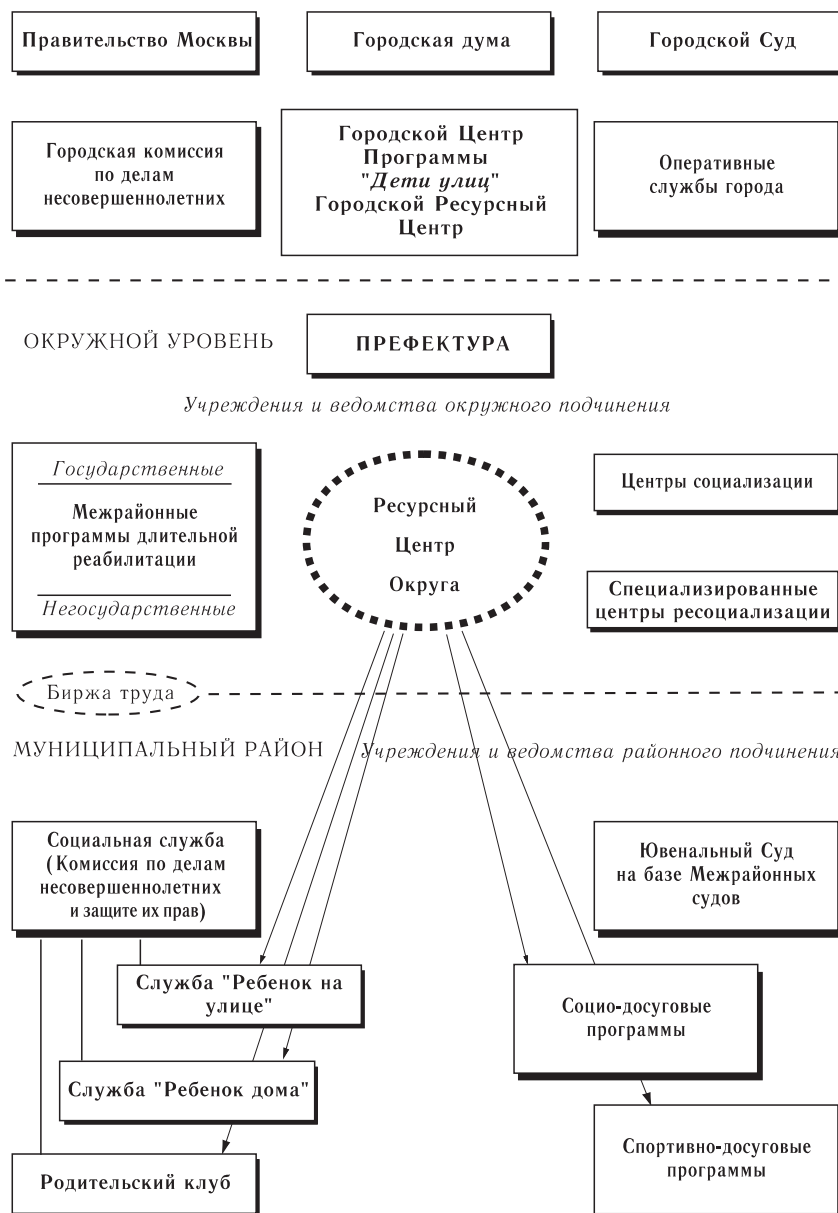 Правительство Москвы
Городская дума
Городской Суд
Городская комиссия
по делам
несовершеннолетних
Городской Центр
Программы
"Дети улиц"
Городской Ресурсный
Центр
Оперативные
службы города
ОКРУЖНОЙ УРОВЕНЬ
ПРЕФЕКТУРА
Учреждения и ведомства окружного подчинения
Государственные
Межрайонные
программы длительной
реабилитации
Негосударственные
Ресурсный
Центр
Округа
Центры социализации
Специализированные
центры ресоциализации
Биржа труда
МУНИЦИПАЛЬНЫЙ РАЙОН
Учреждения и ведомства районного подчинения
Социальная служба
(Комиссия по делам
несовершеннолетних
и защите их прав)
Ювенальный Суд
на базе Межрайонных
судов
Служба "Ребенок на
улице"
Социо-досуговые
программы
Служба "Ребенок дома"
Спортивно-досуговые
программы
Родительский клуб